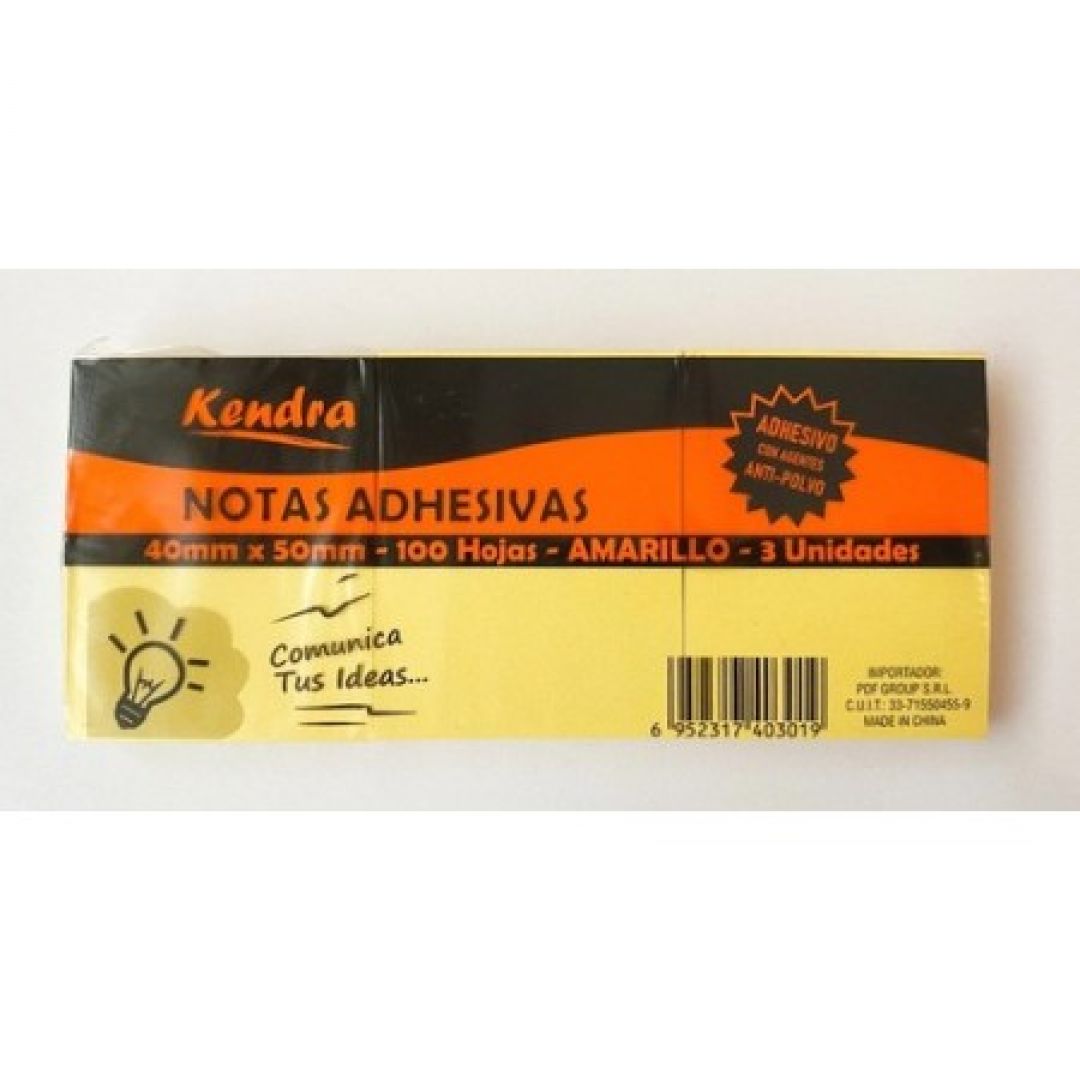 Kendra
NOTAS ADHESIVAS
40mm x 50mm - 100 Hojas - AMARILLO - 3 Unidades
ADHESIVO
CON AGENTES
ANTI-POLVO
Comunica
Tus Ideas...
6 952317 403019
IMPORTADOR:
PDF GROUP S.R.L.
C.U.I.T.: 33-71550455-9
MADE IN CHINA